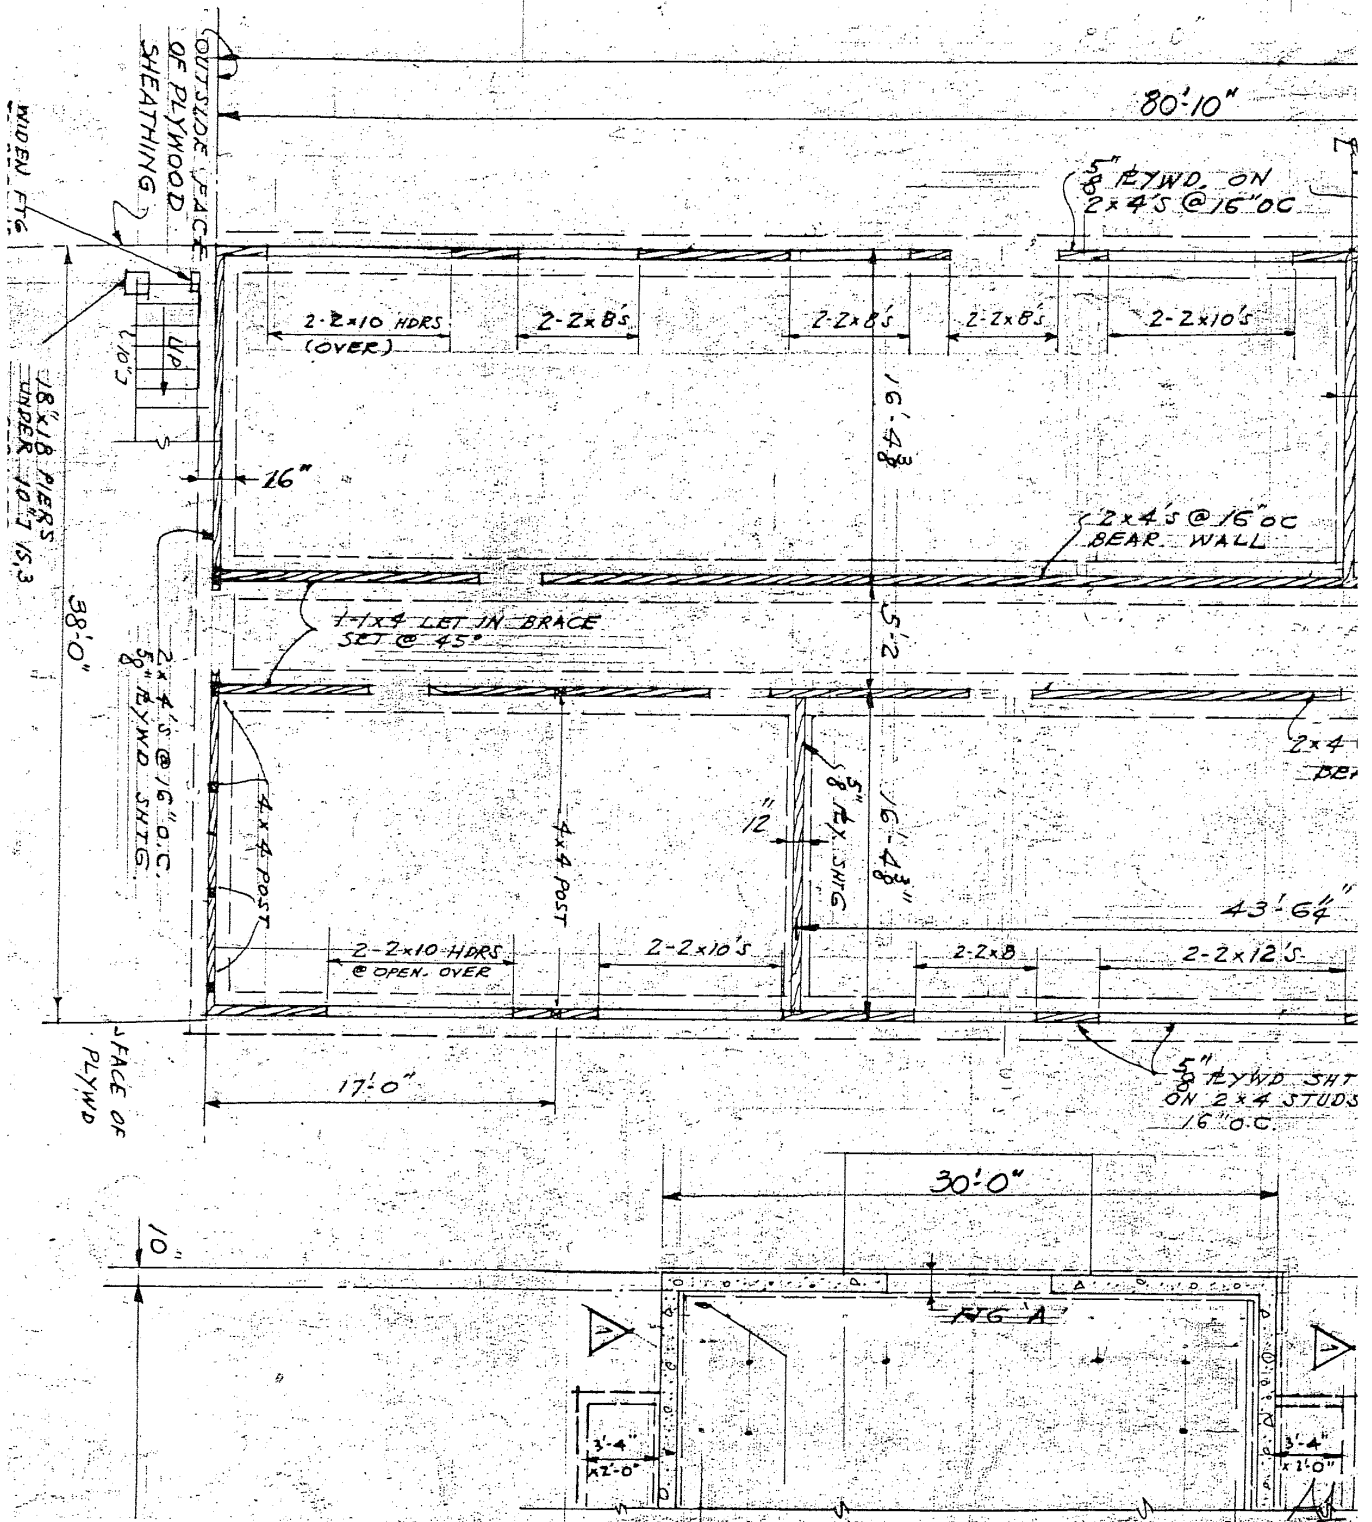 80'-10"
OUTSIDE FACE
OF PLYWOOD
SHEATHING
WIDEN FTG
5/8" PLYWD. ON
2x4'S @ 16" OC
2-2x10 HDRS
(OVER)
2-2x8's
2-2x8's
2-2x8's
2-2x10's
UP
18"x18" PIERS
38'-0"
16'-4 3/8
16"
2x4's @ 16" OC
BEAR. WALL
1-1x4 LET IN BRACE
SET @ 45°
5'-2
2x4's @ 16" O.C.
5/8" PLYWD SHTG.
4x4 POST
4x4 POST
12"
5/8" PLY. SHTG
16'-4 3/8"
2x4
43'-6 1/4"
2-2x10 HDRS
@ OPEN. OVER
2-2x10's
2-2x8
2-2x12's
FACE OF
PLYWD
17'-0"
5/8" PLYWD SHT
ON 2x4 STUDS
16" O.C.
30'-0"
10"
FTG 'A'
1
1
3'-4"
x2'-0"
3'-4"
x2'-0"